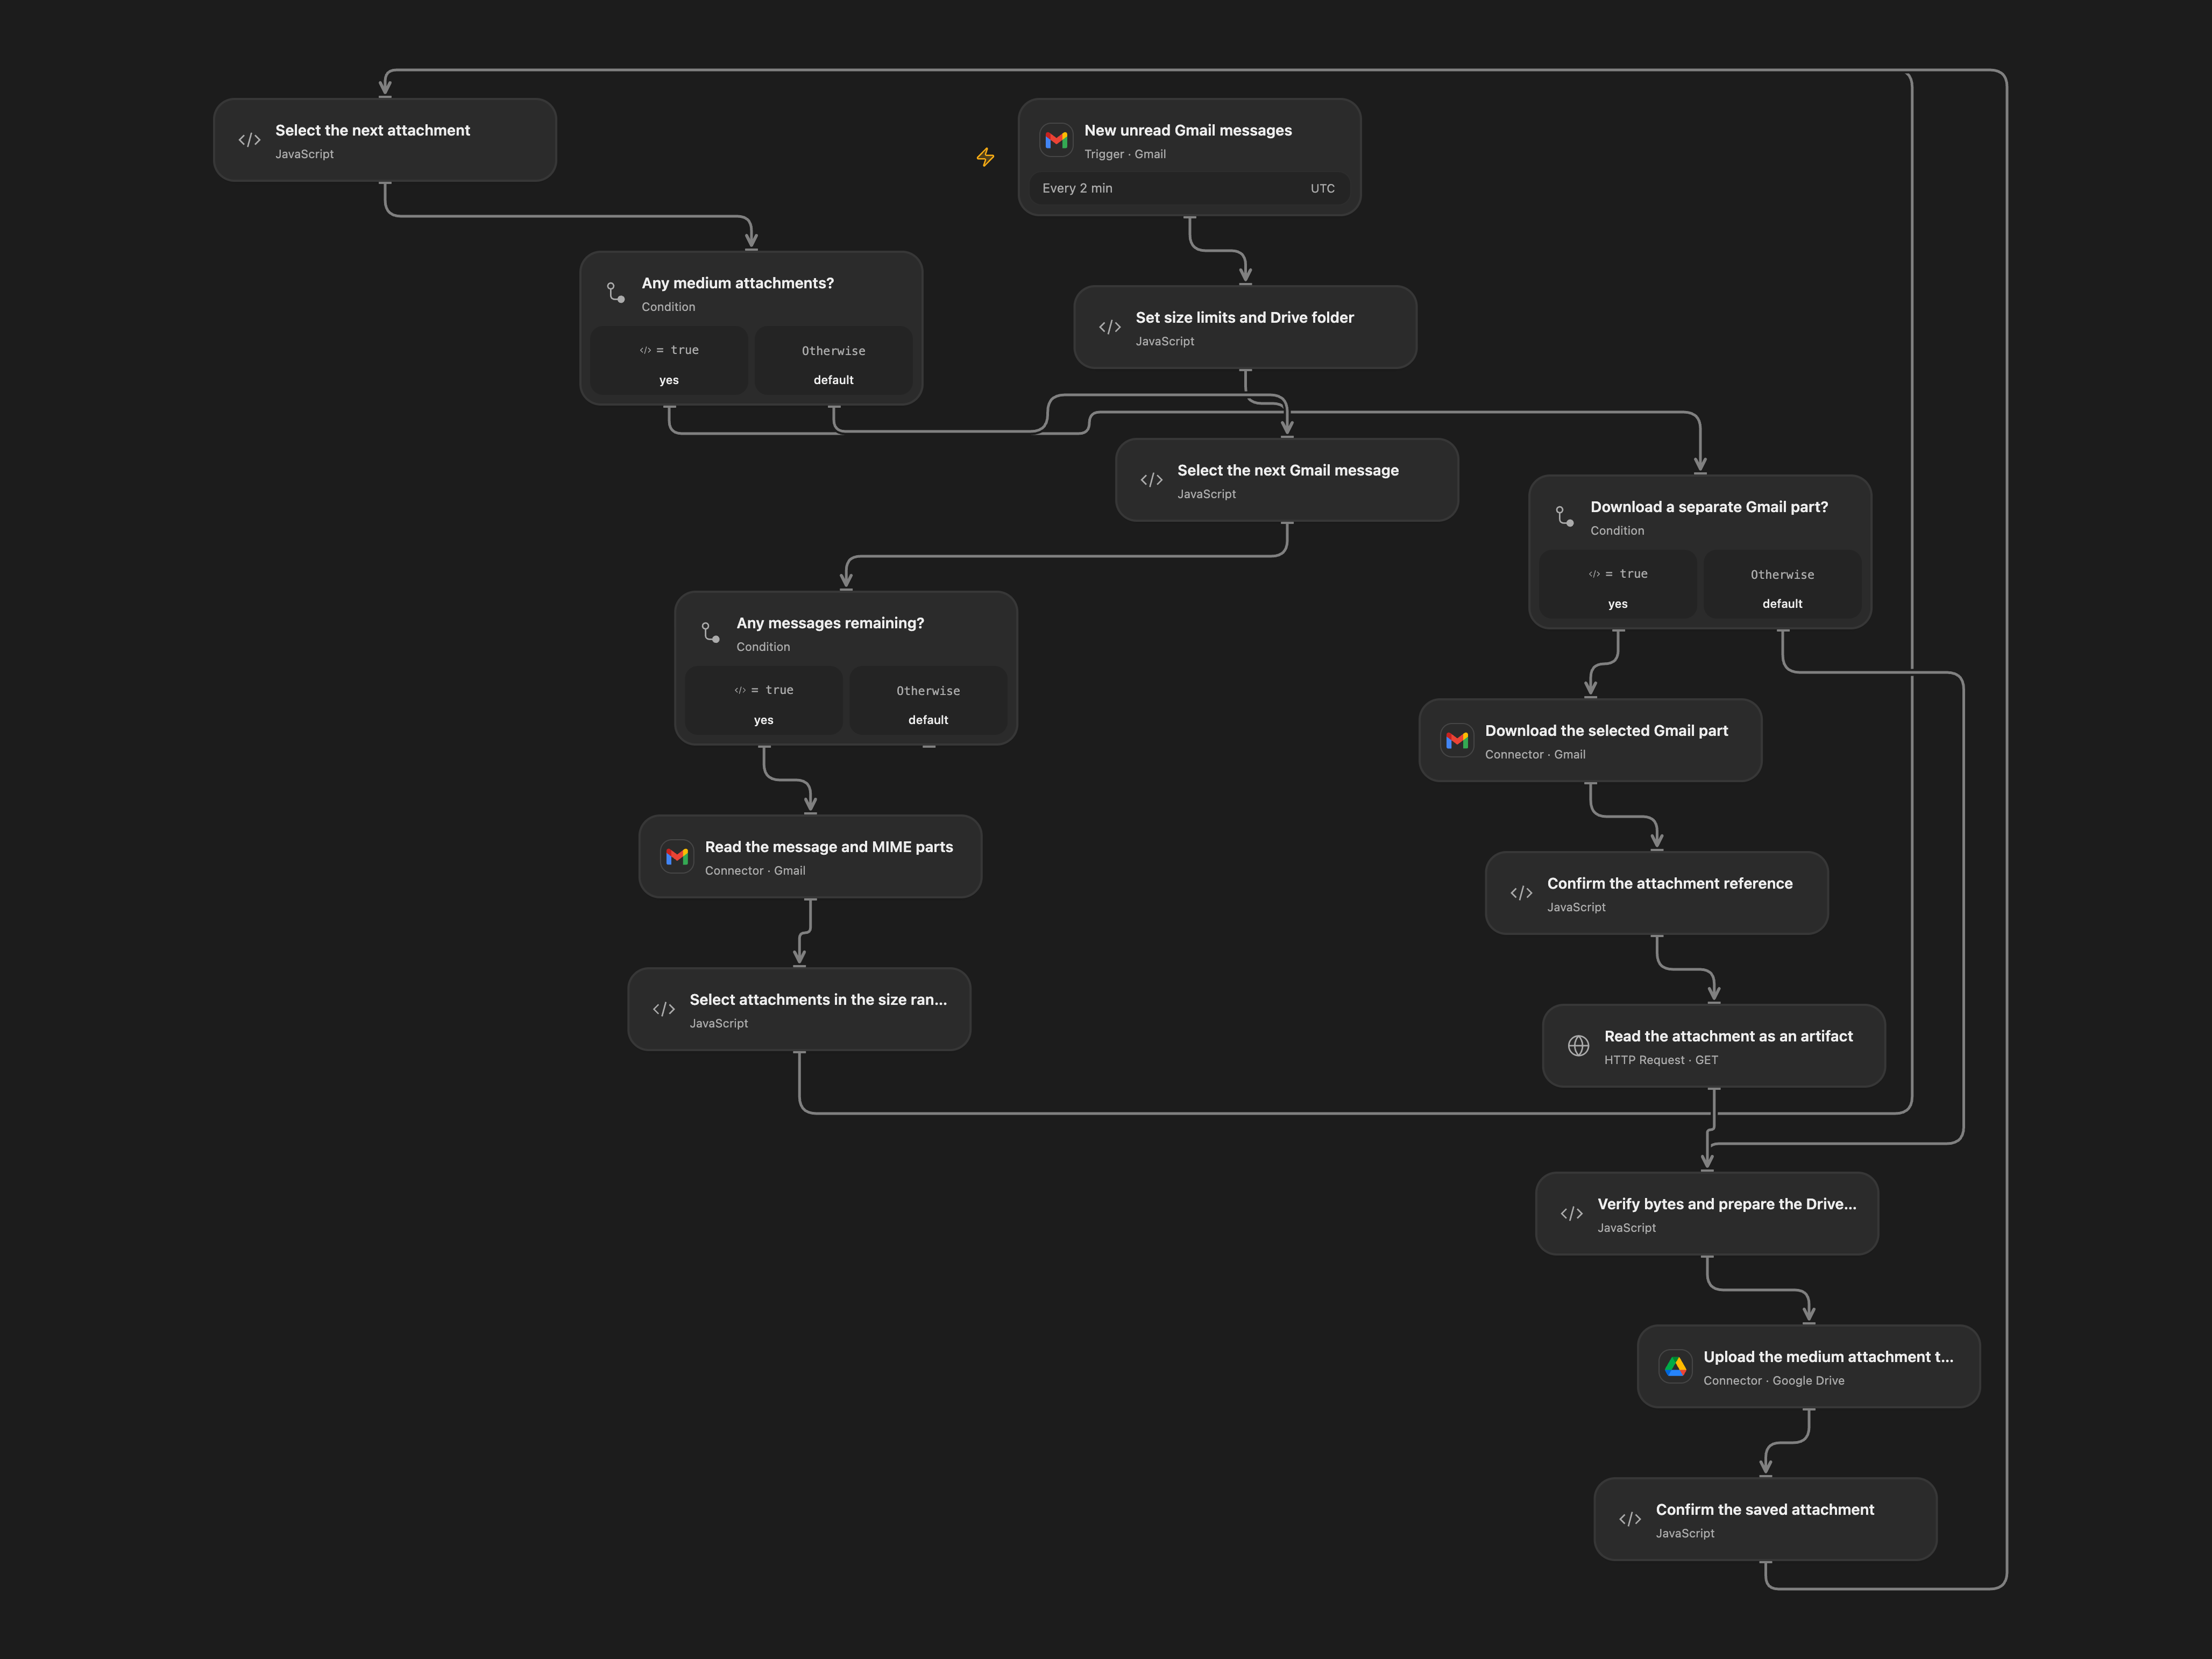 Select the next attachment
JavaScript
New unread Gmail messages
Trigger · Gmail
Every 2 min
UTC
Any medium attachments?
Condition
</> = true
yes
Otherwise
default
Set size limits and Drive folder
JavaScript
Select the next Gmail message
JavaScript
Download a separate Gmail part?
Condition
</> = true
yes
Otherwise
default
Any messages remaining?
Condition
</> = true
yes
Otherwise
default
Download the selected Gmail part
Connector · Gmail
Read the message and MIME parts
Connector · Gmail
Confirm the attachment reference
JavaScript
Select attachments in the size ran...
JavaScript
Read the attachment as an artifact
HTTP Request · GET
Verify bytes and prepare the Drive...
JavaScript
Upload the medium attachment t...
Connector · Google Drive
Confirm the saved attachment
JavaScript